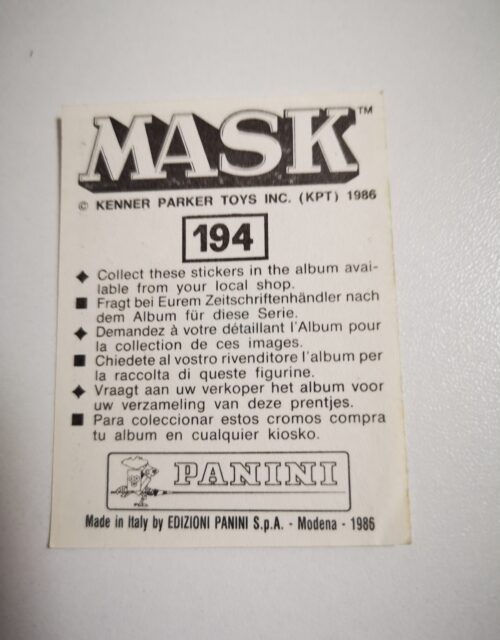 MASK™
© KENNER PARKER TOYS INC. (KPT) 1986
194
◆ Collect these stickers in the album avai-
lable from your local shop.
■ Fragt bei Eurem Zeitschriftenhändler nach
dem Album für diese Serie.
◆ Demandez à votre détaillant l'Album pour
la collection de ces images.
■ Chiedete al vostro rivenditore l'album per
la raccolta di queste figurine.
◆ Vraagt aan uw verkoper het album voor
uw verzameling van deze prentjes.
■ Para coleccionar estos cromos compra
tu album en cualquier kiosko.
PANINI
Made in Italy by EDIZIONI PANINI S.p.A. - Modena - 1986